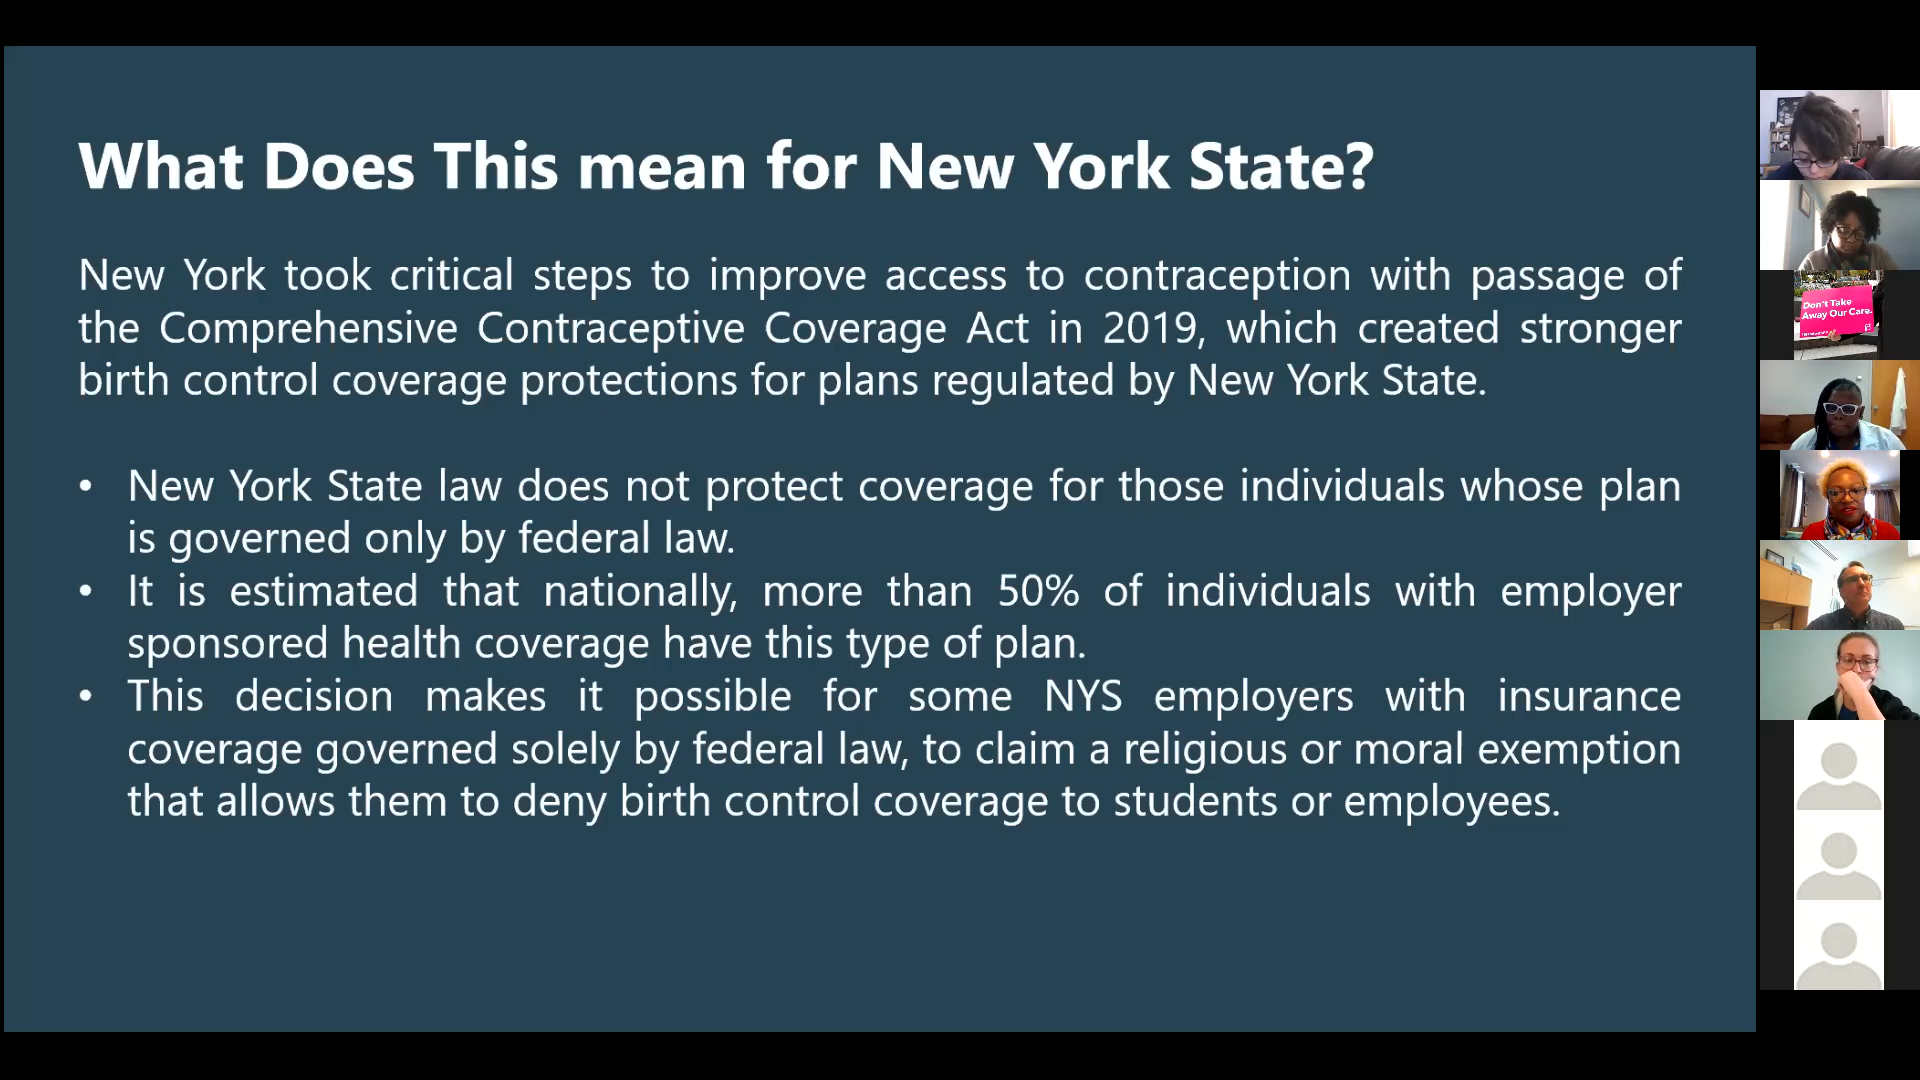 What Does This mean for New York State?
New York took critical steps to improve access to contraception with passage of
the Comprehensive Contraceptive Coverage Act in 2019, which created stronger
birth control coverage protections for plans regulated by New York State.
• New York State law does not protect coverage for those individuals whose plan
is governed only by federal law.
• It is estimated that nationally, more than 50% of individuals with employer
sponsored health coverage have this type of plan.
• This decision makes it possible for some NYS employers with insurance
coverage governed solely by federal law, to claim a religious or moral exemption
that allows them to deny birth control coverage to students or employees.
Don't Take
Away Our Care.